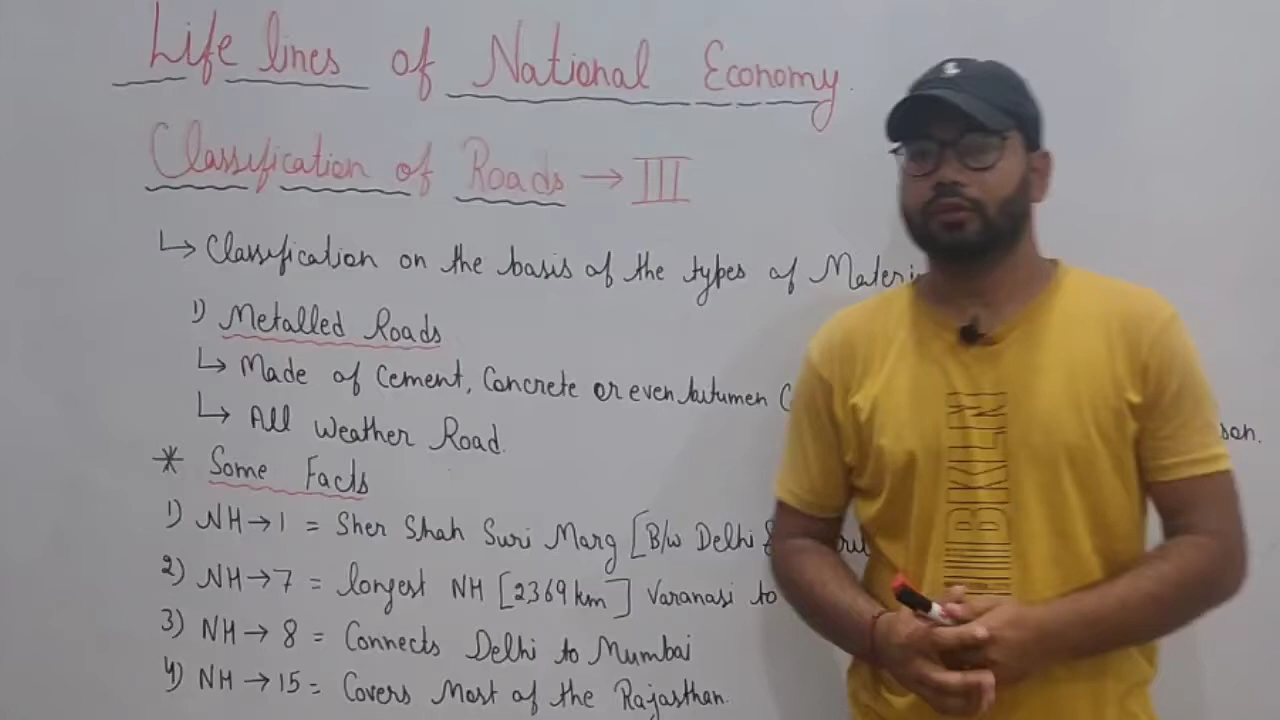 Life lines of National Economy.
Classification of Roads → III
↳ Classification on the basis of the types of Materi
1) Metalled Roads
↳ Made of Cement, Concrete or even bitumen C
son.
↳ All Weather Road.
* Some Facts
1) NH → 1 = Sher Shah Suri Marg [B/w Delhi &
2) NH → 7 = longest NH [2369 km] Varanasi to
3) NH → 8 = Connects Delhi to Mumbai
4) NH → 15 = Covers Most of the Rajasthan.
BKLN